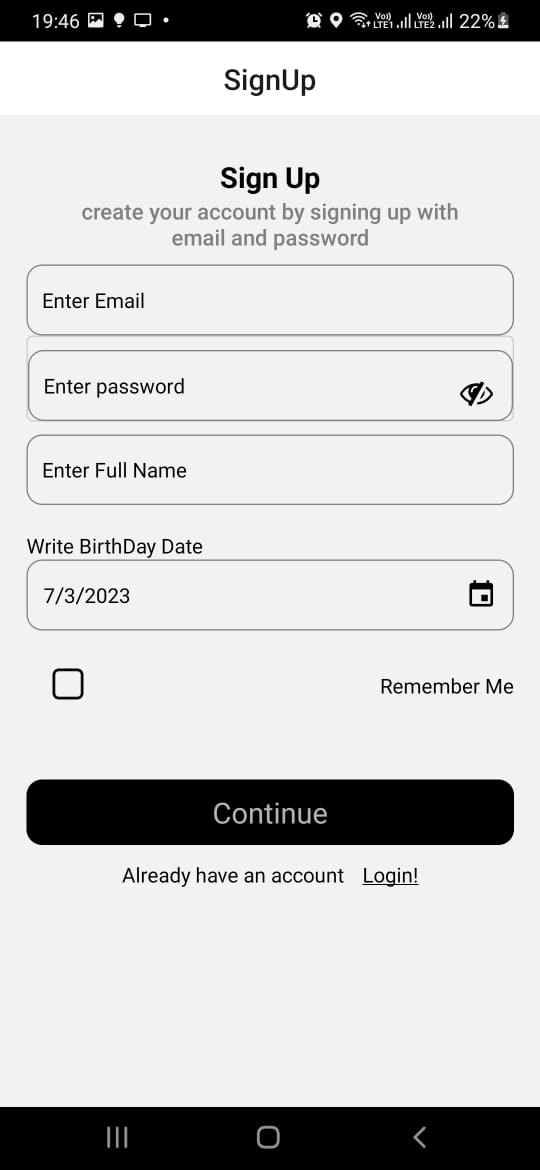 19:46 Vo) LTE1 Vo) LTE2 22%
SignUp
Sign Up
create your account by signing up with
email and password
Enter Email
Enter password
Enter Full Name
Write BirthDay Date
7/3/2023
Remember Me
Continue
Already have an account Login!